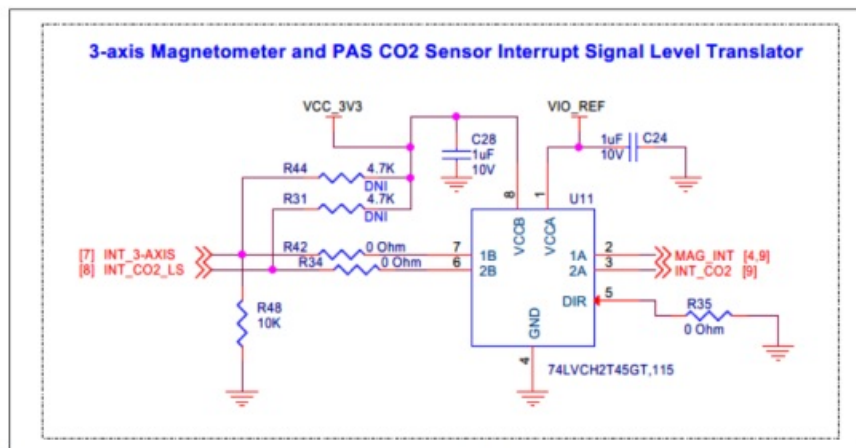 3-axis Magnetometer and PAS CO2 Sensor Interrupt Signal Level Translator
VCC_3V3
VIO_REF
C28
1uF
10V
1uF
10V
C24
R44
4.7K
DNI
R31
4.7K
DNI
8
1
U11
VCCB
VCCA
[7] INT_3-AXIS
[8] INT_CO2_LS
R42
0 Ohm
R34
0 Ohm
7
6
1B
2B
1A
2A
2
3
MAG_INT [4,9]
INT_CO2 [9]
R48
10K
DIR
5
R35
0 Ohm
GND
4
74LVCH2T45GT,115